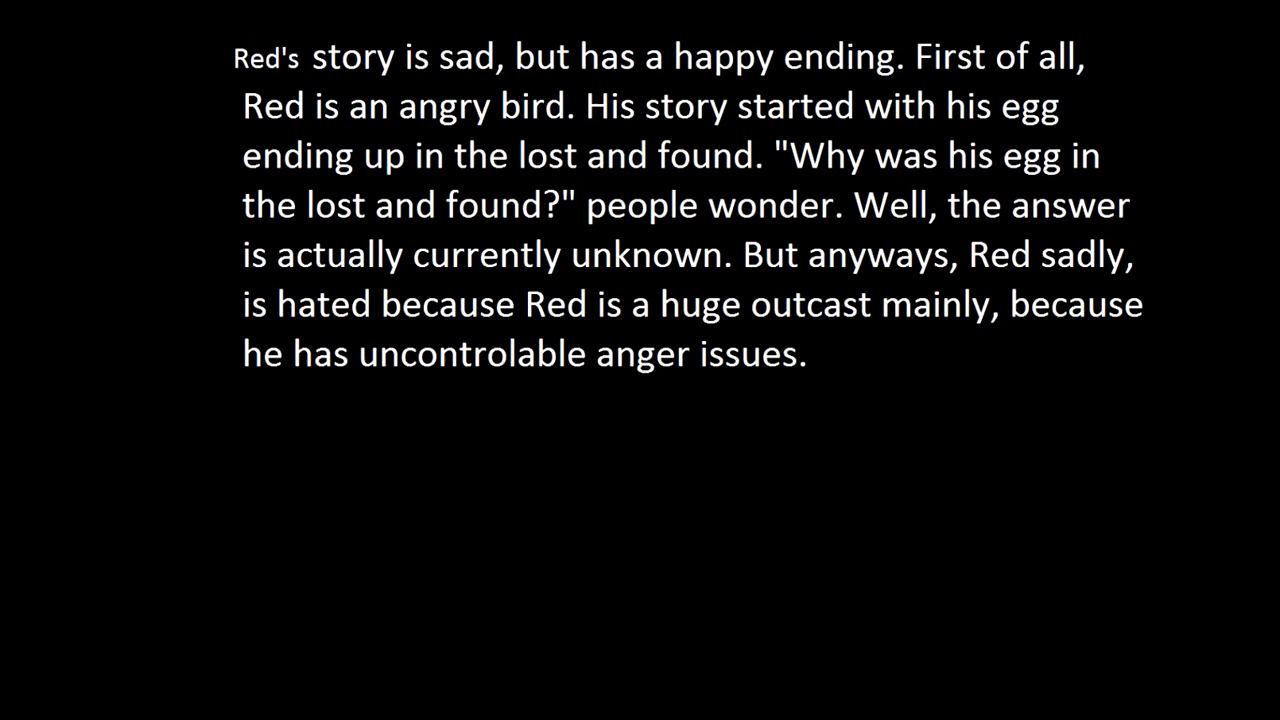 Red's story is sad, but has a happy ending. First of all,
Red is an angry bird. His story started with his egg
ending up in the lost and found. "Why was his egg in
the lost and found?" people wonder. Well, the answer
is actually currently unknown. But anyways, Red sadly,
is hated because Red is a huge outcast mainly, because
he has uncontrolable anger issues.